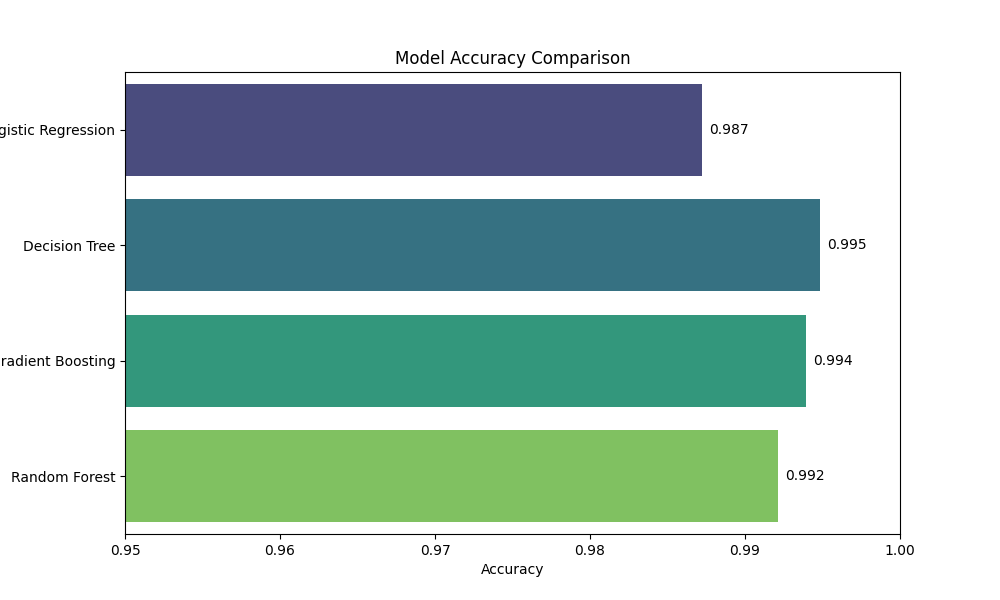 Model Accuracy Comparison
gistic Regression
0.987
Decision Tree
0.995
radient Boosting
0.994
Random Forest
0.992
0.95 0.96 0.97 0.98 0.99 1.00
Accuracy